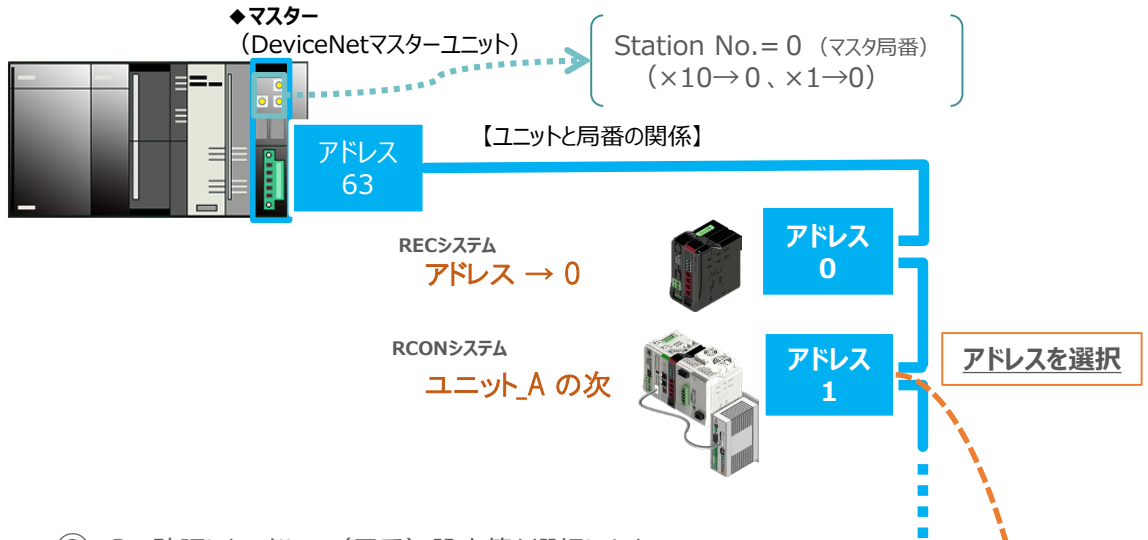 ◆マスター
（DeviceNetマスターユニット）
Station No.= 0 （マスタ局番）
（×10→０、×1→0）
【ユニットと局番の関係】
アドレス
63
RECシステム
アドレス → 0
アドレス
0
RCONシステム
ユニット_A の次
アドレス
1
アドレスを選択